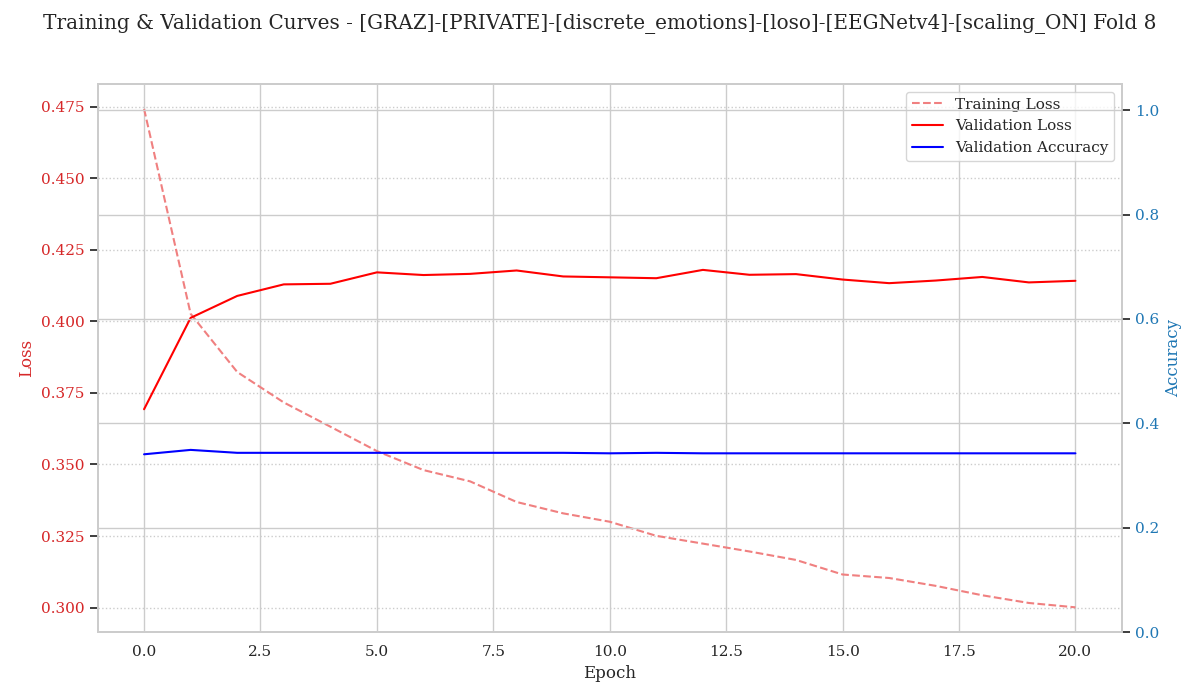 Training & Validation Curves - [GRAZ]-[PRIVATE]-[discrete_emotions]-[loso]-[EEGNetv4]-[scaling_ON] Fold 8
Training Loss
Validation Loss
Validation Accuracy
0.475
0.450
0.425
0.400
0.375
0.350
0.325
0.300
Loss
1.0
0.8
0.6
0.4
0.2
0.0
Accuracy
0.0 2.5 5.0 7.5 10.0 12.5 15.0 17.5 20.0
Epoch